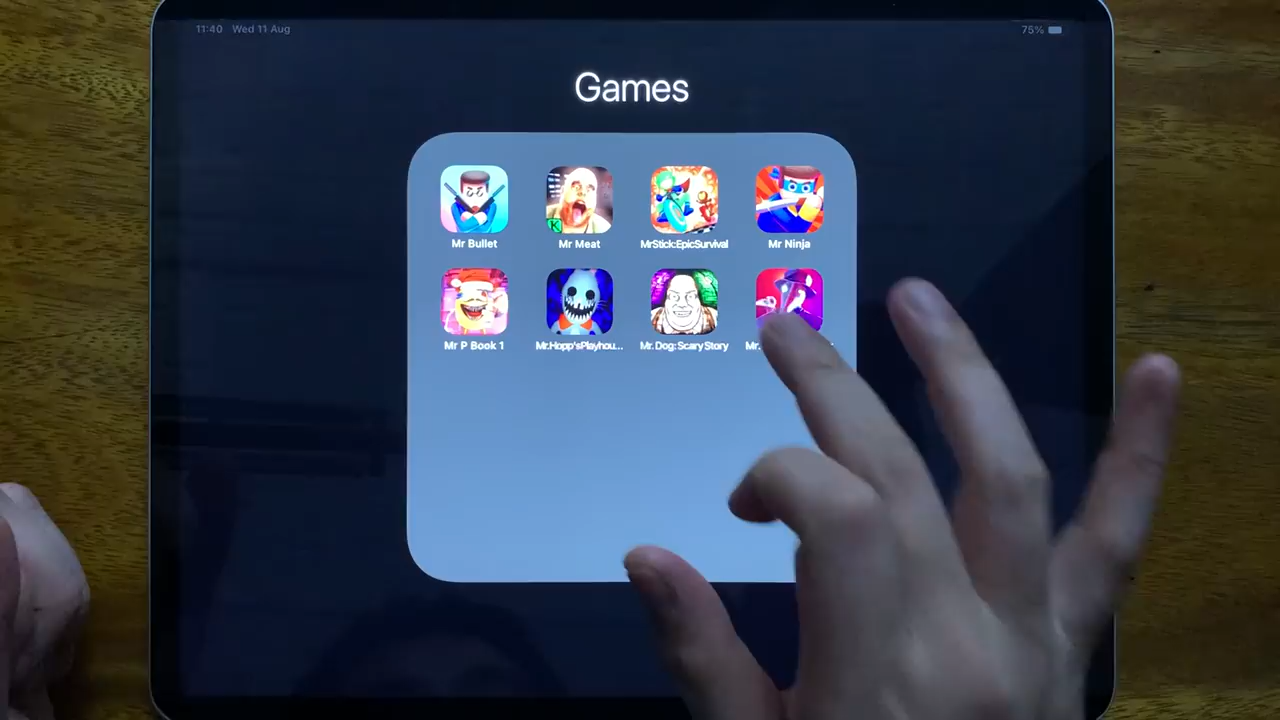 11:40 Wed 11 Aug
75%
Games
Mr Bullet
Mr Meat
MrStick:EpicSurvival
Mr Ninja
Mr P Book 1
Mr.Hopp'sPlayhou...
Mr. Dog: Scary Story
Mr.